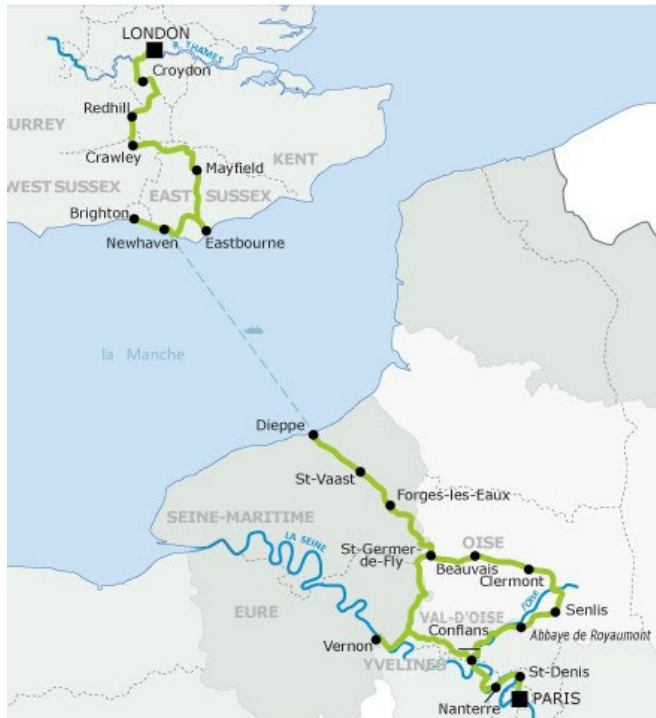 LONDON
R. THAMES
Croydon
Redhill
SURREY
Crawley
KENT
Mayfield
WEST SUSSEX
EAST SUSSEX
Brighton
Newhaven
Eastbourne
la Manche
Dieppe
St-Vaast
Forges-les-Eaux
SEINE-MARITIME
LA SEINE
St-Germer-
de-Fly
OISE
Beauvais
Clermont
EURE
l'Oise
VAL-D'OISE
Senlis
Conflans
Abbaye de Royaumont
Vernon
YVELINES
St-Denis
Nanterre
PARIS